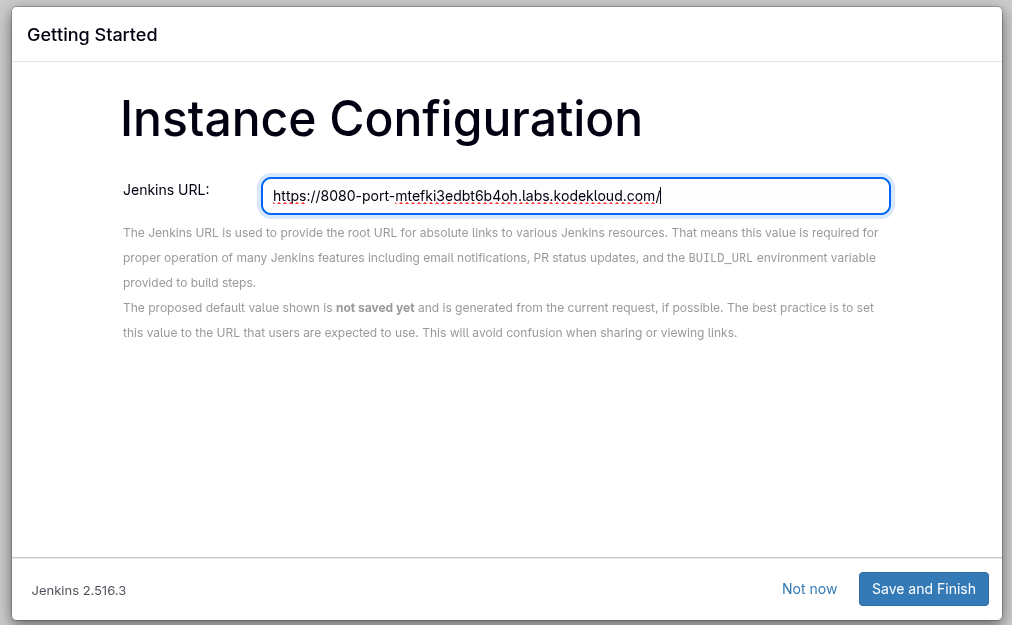 Getting Started
Instance Configuration
Jenkins URL:
https://8080-port-mtefki3edbt6b4oh.labs.kodekloud.com/
The Jenkins URL is used to provide the root URL for absolute links to various Jenkins resources. That means this value is required for
proper operation of many Jenkins features including email notifications, PR status updates, and the BUILD_URL environment variable
provided to build steps.
The proposed default value shown is not saved yet and is generated from the current request, if possible. The best practice is to set
this value to the URL that users are expected to use. This will avoid confusion when sharing or viewing links.
Jenkins 2.516.3
Not now
Save and Finish